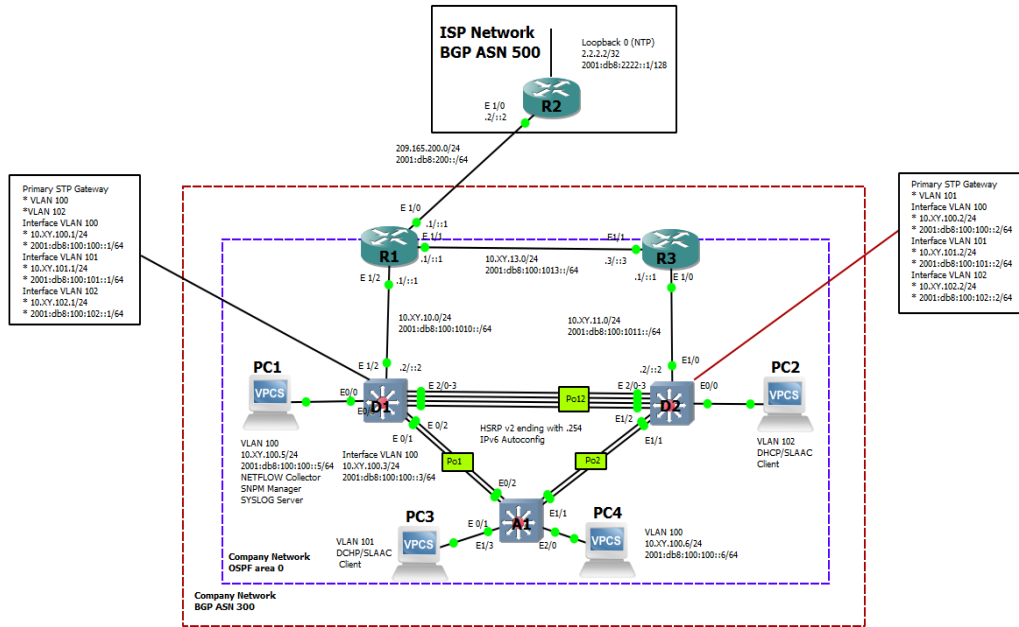 ISP Network
BGP ASN 500
Loopback 0 (NTP)
2.2.2.2/32
2001:db8:2222::1/128
R2
E 1/0
.2/::2
209.165.200.0/24
2001:db8:200::/64
Primary STP Gateway
* VLAN 100
*VLAN 102
Interface VLAN 100
* 10.XY.100.1/24
* 2001:db8:100:100::1/64
Interface VLAN 101
* 10.XY.101.1/24
* 2001:db8:100:101::1/64
Interface VLAN 102
* 10.XY.102.1/24
* 2001:db8:100:102::1/64
Primary STP Gateway
* VLAN 101
Interface VLAN 100
* 10.XY.100.2/24
* 2001:db8:100:100::2/64
Interface VLAN 101
* 10.XY.101.2/24
* 2001:db8:100:101::2/64
Interface VLAN 102
* 10.XY.102.2/24
* 2001:db8:100:102::2/64
E 1/0
.1/::1
E 1/1
.1/::1
R1
E 1/2
.1/::1
10.XY.13.0/24
2001:db8:100:1013::/64
E1/1
.3/::3
R3
.1/::1
E 1/0
10.XY.10.0/24
2001:db8:100:1010::/64
10.XY.11.0/24
2001:db8:100:1011::/64
E 1/2
.2/::2
E1/0
.2/::2
PC1
VPCS
E0/0
E0/
D1
E 2/0-3
Po12
E 2/0-3
D2
E0/0
PC2
VPCS
VLAN 102
DHCP/SLAAC
Client
E 0/2
E 0/1
HSRP v2 ending with .254
IPv6 Autoconfig
E1/2
E1/1
VLAN 100
10.XY.100.5/24
2001:db8:100:100::5/64
NETFLOW Collector
SNPM Manager
SYSLOG Server
Interface VLAN 100
10.XY.100.3/24
2001:db8:100:100::3/64
Po1
Po2
E0/2
E1/1
A1
PC3
VPCS
E 0/1
E1/3
E2/0
PC4
VPCS
VLAN 101
DCHP/SLAAC
Client
VLAN 100
10.XY.100.6/24
2001:db8:100:100::6/64
Company Network
OSPF area 0
Company Network
BGP ASN 300